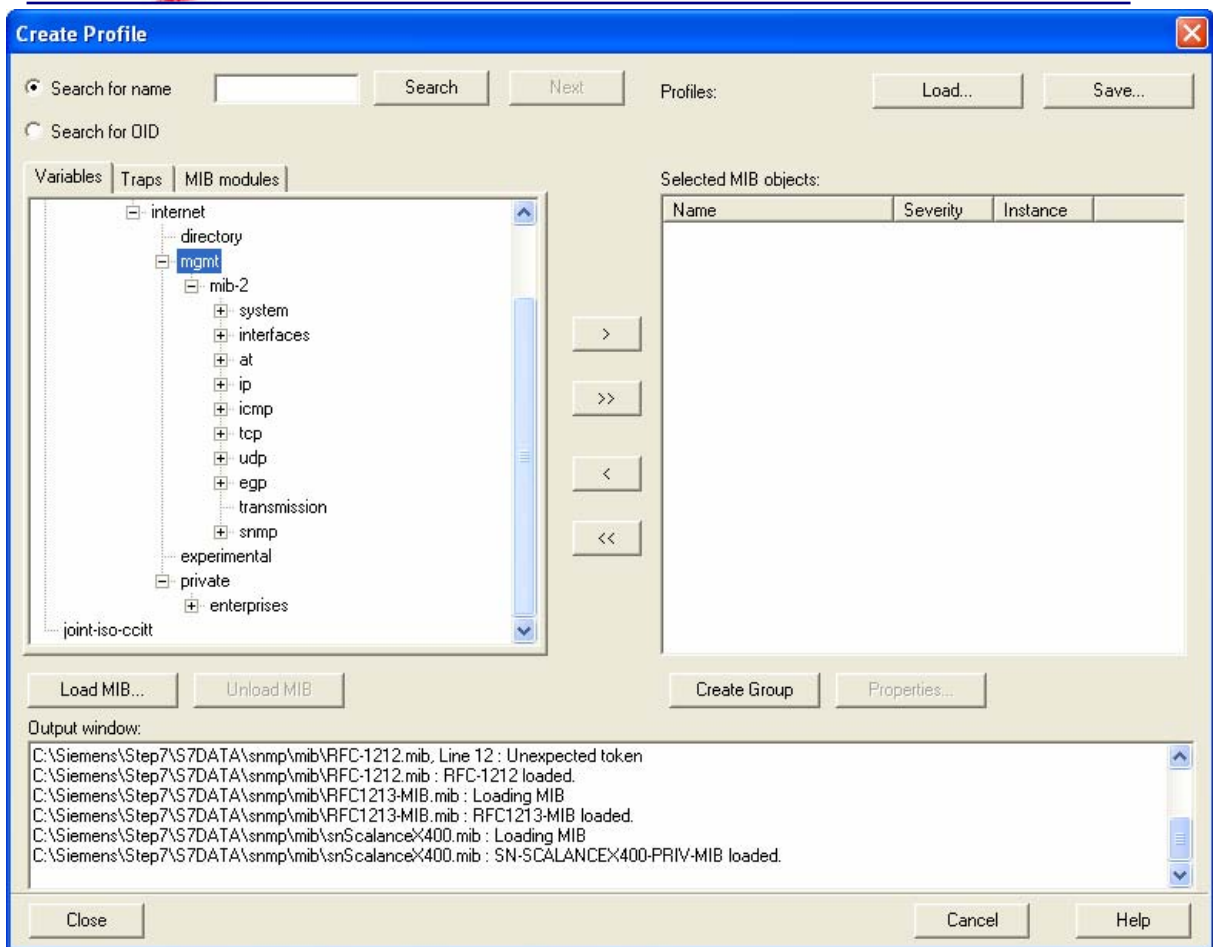 Create Profile
Search for name Search Next Profiles: Load... Save...
Search for OID
Variables Traps MIB modules Selected MIB objects:
Name Severity Instance
internet
directory
mgmt
mib-2
system
interfaces
at
ip
icmp
tcp
udp
egp
transmission
snmp
experimental
private
enterprises
joint-iso-ccitt
>
>>
<
<<
Load MIB... Unload MIB Create Group Properties...
Output window:
C:\Siemens\Step7\S7DATA\snmp\mib\RFC-1212.mib, Line 12 : Unexpected token
C:\Siemens\Step7\S7DATA\snmp\mib\RFC-1212.mib : RFC-1212 loaded.
C:\Siemens\Step7\S7DATA\snmp\mib\RFC1213-MIB.mib : Loading MIB
C:\Siemens\Step7\S7DATA\snmp\mib\RFC1213-MIB.mib : RFC1213-MIB loaded.
C:\Siemens\Step7\S7DATA\snmp\mib\snScalanceX400.mib : Loading MIB
C:\Siemens\Step7\S7DATA\snmp\mib\snScalanceX400.mib : SN-SCALANCEX400-PRIV-MIB loaded.
Close Cancel Help